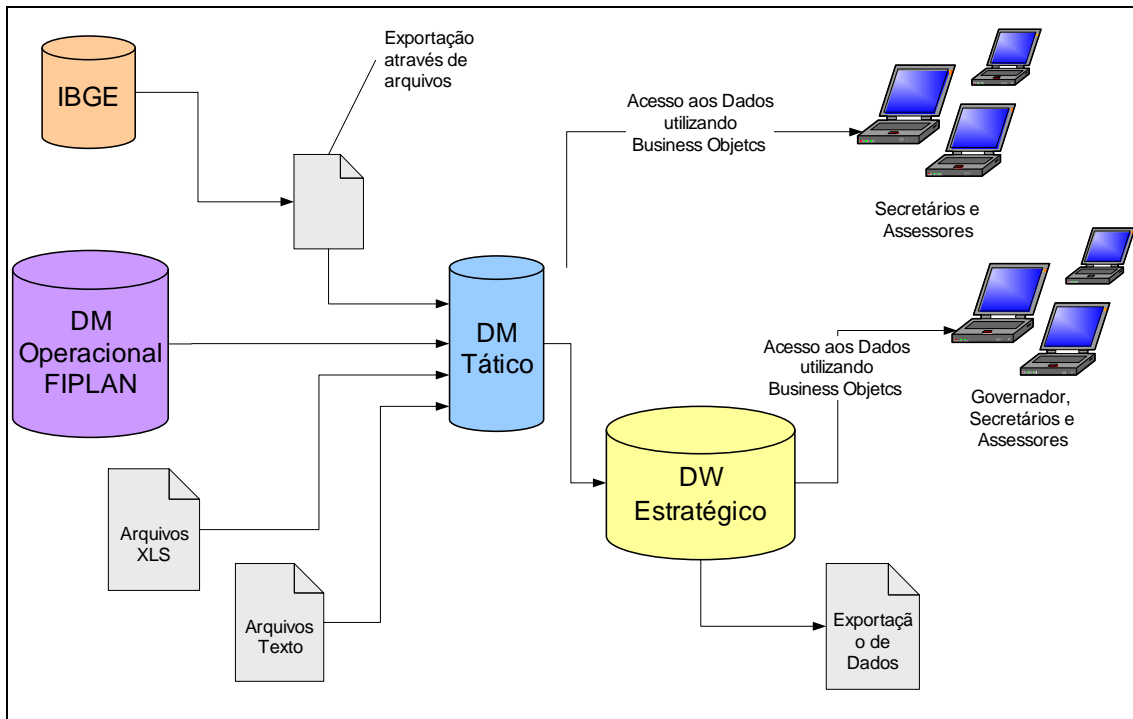 Exportação
através de
arquivos
IBGE
Acesso aos Dados
utilizando
Business Objetcs
Secretários e
Assessores
DM
Operacional
FIPLAN
DM
Tático
Acesso aos Dados
utilizando
Business Objetcs
Governador,
Secretários e
Assessores
DW
Estratégico
Arquivos
XLS
Arquivos
Texto
Exportaçã
o de
Dados